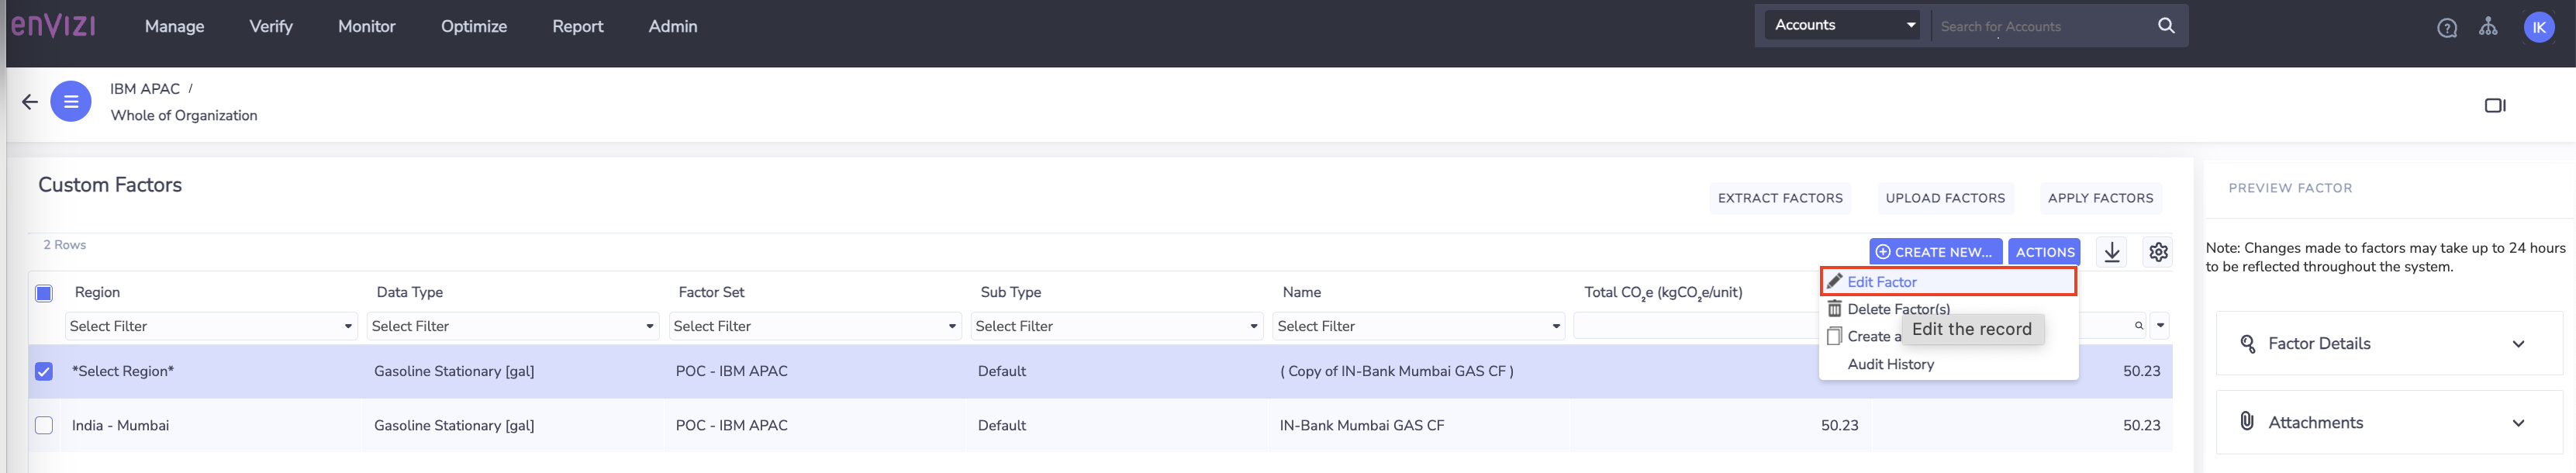 enVIZI
Manage
Verify
Monitor
Optimize
Report
Admin
Accounts
Search for Accounts
IK
IBM APAC /
Whole of Organization
Custom Factors
EXTRACT FACTORS
UPLOAD FACTORS
APPLY FACTORS
PREVIEW FACTOR
2 Rows
CREATE NEW...
ACTIONS
Note: Changes made to factors may take up to 24 hours
to be reflected throughout the system.
Edit Factor
Delete Factor(s)
Create a
Audit History
Edit the record
Region
Data Type
Factor Set
Sub Type
Name
Total CO₂e (kgCO₂e/unit)
Select Filter
Select Filter
Select Filter
Select Filter
Select Filter
*Select Region*
Gasoline Stationary [gal]
POC - IBM APAC
Default
( Copy of IN-Bank Mumbai GAS CF )
50.23
India - Mumbai
Gasoline Stationary [gal]
POC - IBM APAC
Default
IN-Bank Mumbai GAS CF
50.23
50.23
Factor Details
Attachments